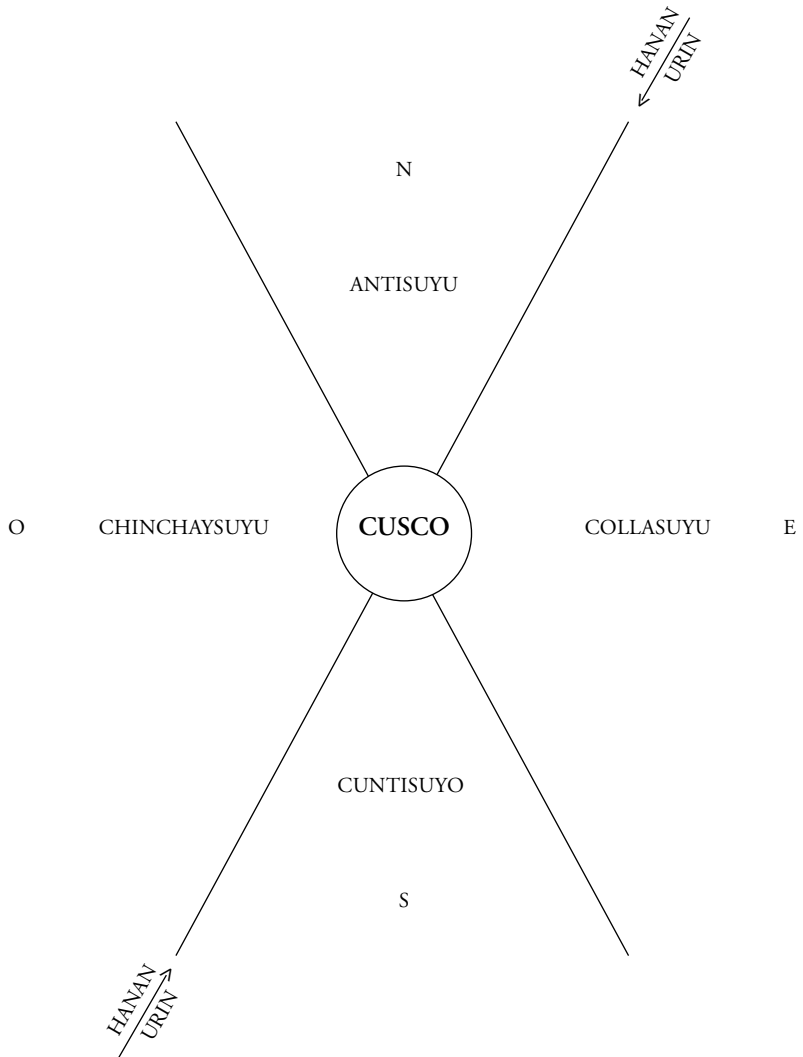 HANAN
URIN
N
ANTISUYU
O
CHINCHAYSUYU
CUSCO
COLLASUYU
E
CUNTISUYO
S
HANAN
URIN